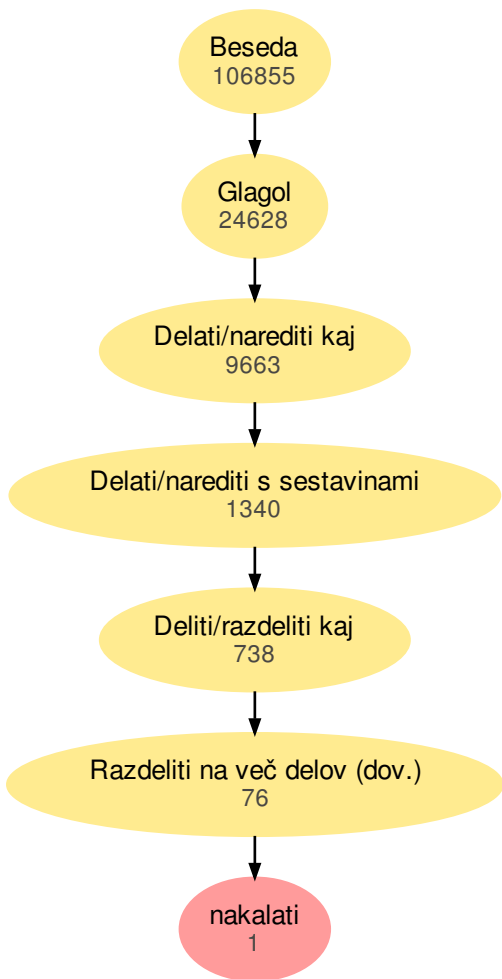 Beseda
106855
Glagol
24628
Delati/narediti kaj
9663
Delati/narediti s sestavinami
1340
Deliti/razdeliti kaj
738
Razdeliti na več delov (dov.)
76
nakalati
1